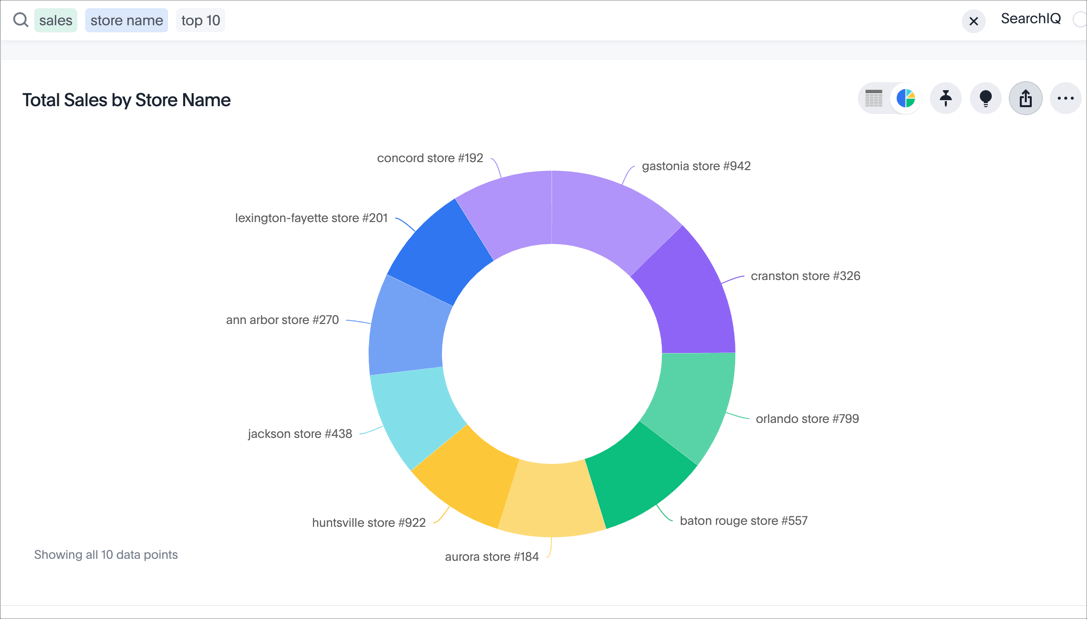 sales store name top 10 SearchIQ
Total Sales by Store Name
concord store #192
gastonia store #942
lexington-fayette store #201
cranston store #326
ann arbor store #270
orlando store #799
jackson store #438
baton rouge store #557
huntsville store #922
aurora store #184
Showing all 10 data points